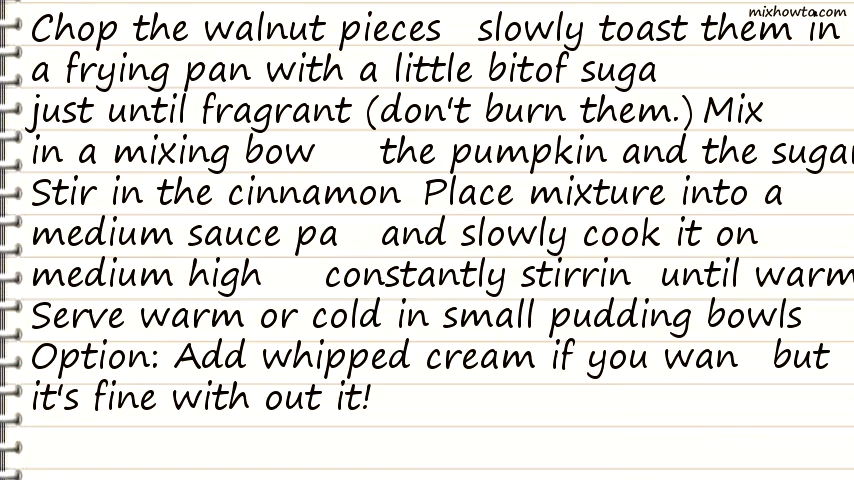 mixhowto.com
Chop the walnut pieces slowly toast them in
a frying pan with a little bitof suga
just until fragrant (don't burn them.) Mix
in a mixing bow the pumpkin and the sugar
Stir in the cinnamon Place mixture into a
medium sauce pa and slowly cook it on
medium high constantly stirrin until warm
Serve warm or cold in small pudding bowls
Option: Add whipped cream if you wan but
it's fine with out it!